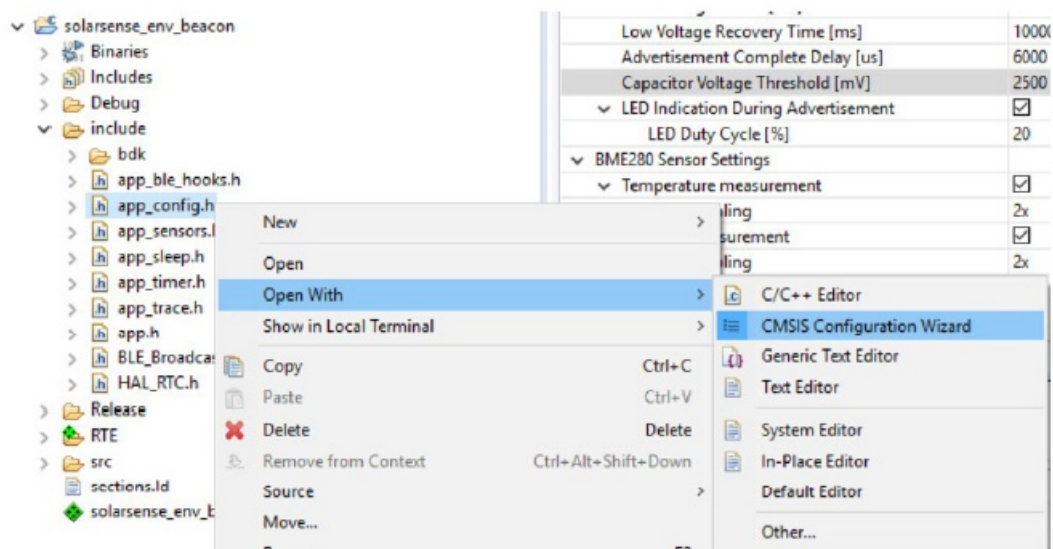 solarsense_env_beacon
Binaries
Includes
Debug
include
bdk
app_ble_hooks.h
app_config.h
app_sensors.
app_sleep.h
app_timer.h
app_trace.h
app.h
BLE_Broadca
HAL_RTC.h
Release
RTE
src
sections.ld
solarsense_env_b
New
Open
Open With
Show in Local Terminal
Copy Ctrl+C
Paste Ctrl+V
Delete Delete
Remove from Context Ctrl+Alt+Shift+Down
Source
Move...
C/C++ Editor
CMSIS Configuration Wizard
Generic Text Editor
Text Editor
System Editor
In-Place Editor
Default Editor
Other...
Low Voltage Recovery Time [ms] 1000
Advertisement Complete Delay [us] 6000
Capacitor Voltage Threshold [mV] 2500
LED Indication During Advertisement
LED Duty Cycle [%] 20
BME280 Sensor Settings
Temperature measurement
ling 2x
surement
ling 2x